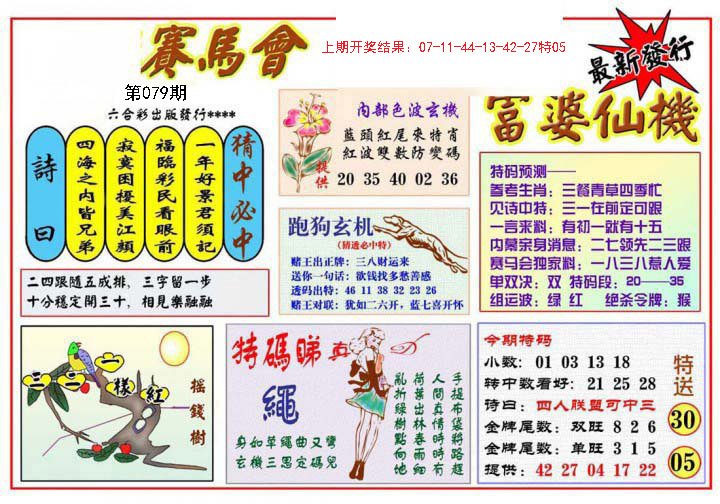 賽馬會
上期开奖结果：07-11-44-13-42-27特05
最新發行
第079期
六合彩出版發行****
富婆仙機
猜中必中
一年好景君須記
福臨彩民看眼前
寂寞困擾美江顏
四海之内皆兄弟
詩曰
二四跟隨五成排，三字留一步
十分穩定開三十，相見樂融融
内部色波玄機
藍頭紅尾來特肖
紅波雙數防變碼
提供
20 35 40 02 36
跑狗玄机
(精透必中特)
赌王出正牌：三八财运来
送你一句话：欲钱找多愁善感
透码出特：46 11 38 32 23 26
赌王对联：犹如二六开，蓝七喜开怀
特码预测——
参考生肖：三餐青草四季忙
见诗中特：三一在前定可跟
一言来料：有初一就有十五
内幕亲身消息：二七领先二三跟
赛马会独家料：一八三八惹人爱
单双决：双 特码段：20——35
组运波：绿 红 绝杀令牌：猴
三二一樣紅
搖錢樹
特碼睇真D
繩
身如草繩曲又彎
玄機三思定碼兒
手提布袋將路趕
人間真情時時有
荷葉出林春雨細
亂折綠樹點向地
今期特码
小数：01 03 13 18
转中数看好：21 25 28
诗曰：四人联盟可中三
金牌尾数：双旺 8 2 6
金牌尾数：单旺 3 1 5
提供：42 27 04 17 22
特送
30
05